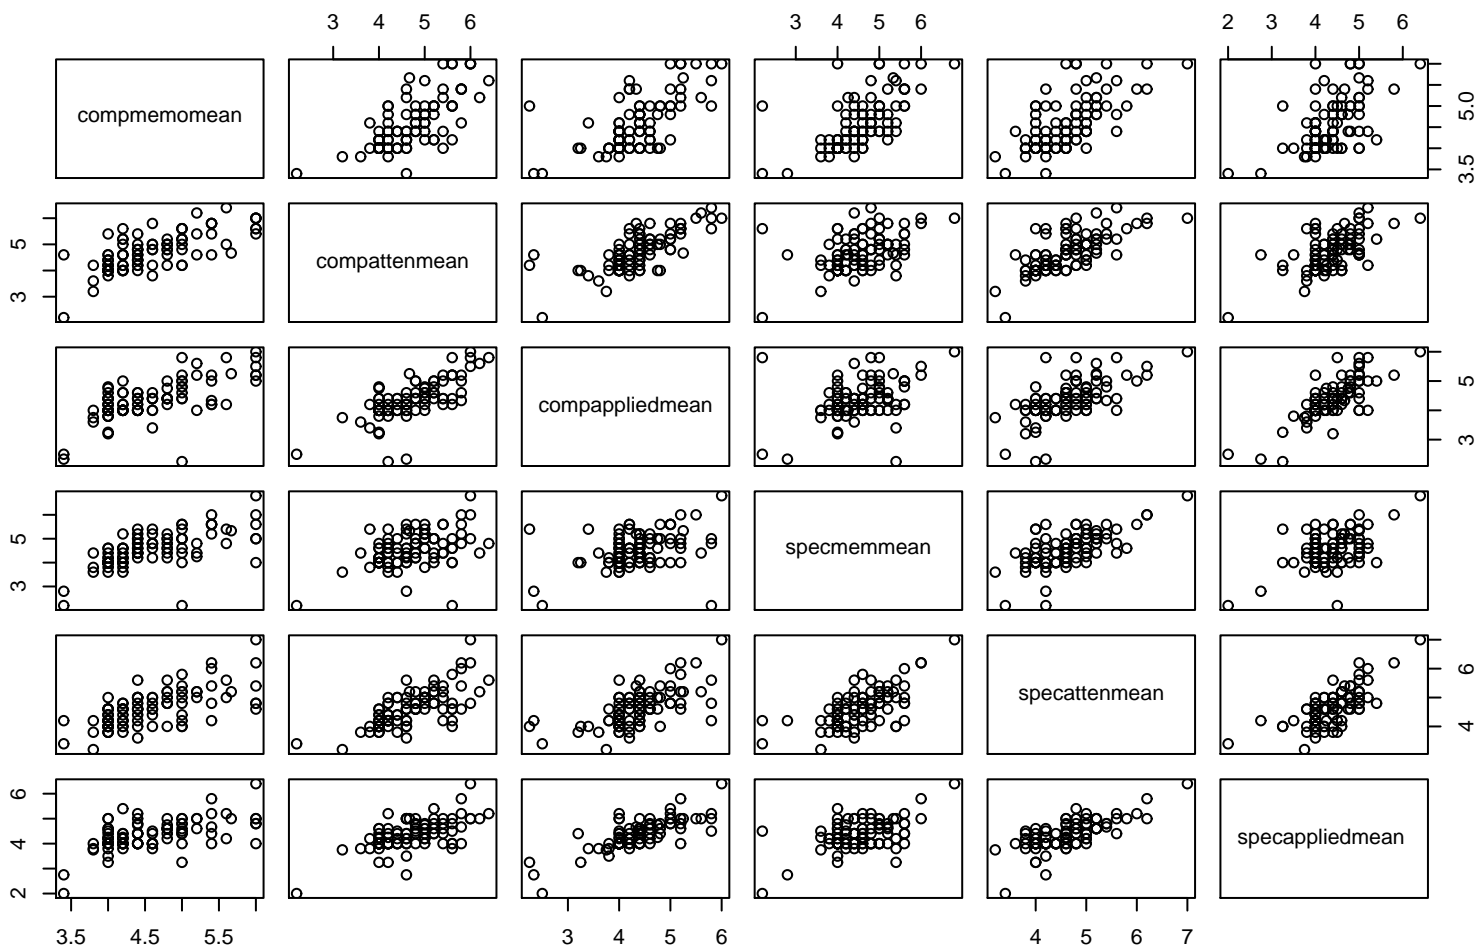 3 4 5 6
3 4 5 6
2 3 4 5 6
compmemomean
3.5 5.0
3 5
compattenmean
compappliedmean
3 5
3 5
specmemmean
specattenmean
4 6
2 4 6
specappliedmean
3.5 4.5 5.5
3 4 5 6
4 5 6 7